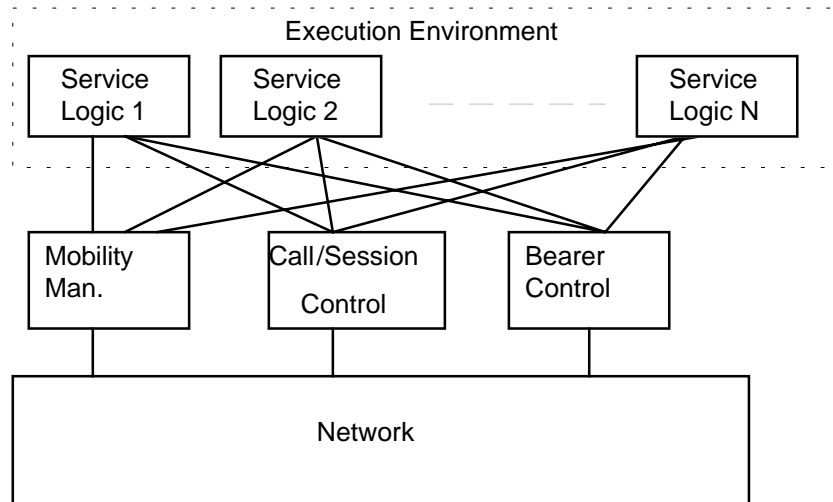 Execution Environment
Service
Logic 1
Service
Logic 2
Service
Logic N
Mobility
Man.
Call/Session
Control
Bearer
Control
Network